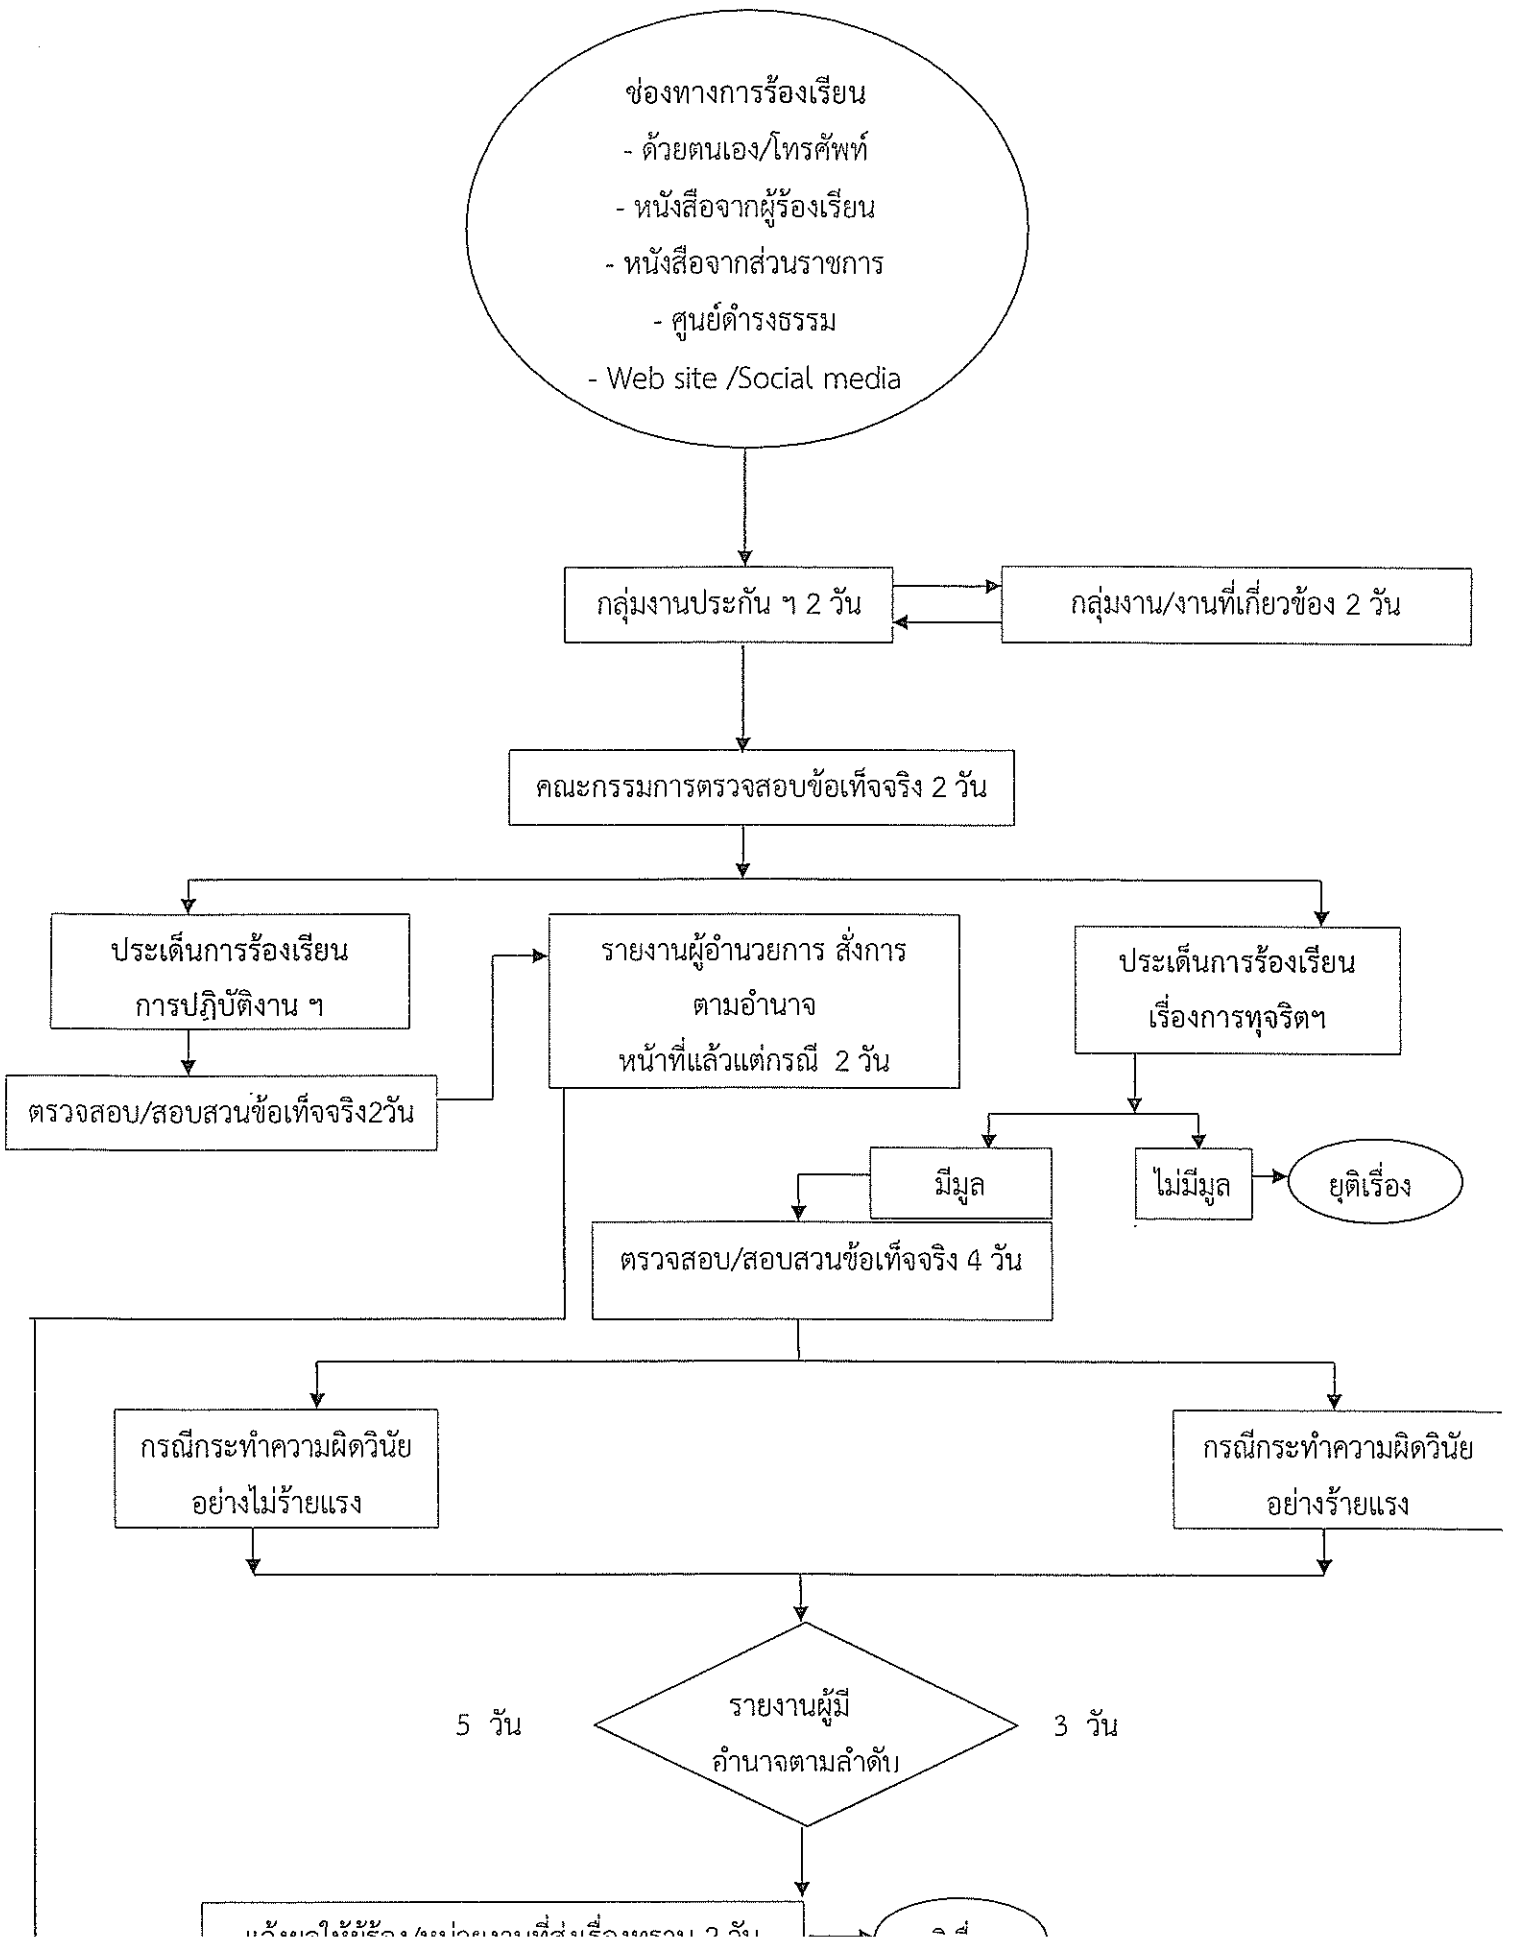 ช่องทางการร้องเรียน
- ด้วยตนเอง/โทรศัพท์
- หนังสือจากผู้ร้องเรียน
- หนังสือจากส่วนราชการ
- ศูนย์ดำรงธรรม
- Web site /Social media
กลุ่มงานประกัน ฯ 2 วัน
กลุ่มงาน/งานที่เกี่ยวข้อง 2 วัน
คณะกรรมการตรวจสอบข้อเท็จจริง 2 วัน
ประเด็นการร้องเรียน
การปฏิบัติงาน ฯ
รายงานผู้อำนวยการ สั่งการ
ตามอำนาจ
หน้าที่แล้วแต่กรณี 2 วัน
ประเด็นการร้องเรียน
เรื่องการทุจริตฯ
ตรวจสอบ/สอบสวนข้อเท็จจริง2วัน
มีมูล
ไม่มีมูล
ยุติเรื่อง
ตรวจสอบ/สอบสวนข้อเท็จจริง 4 วัน
กรณีกระทำความผิดวินัย
อย่างไม่ร้ายแรง
กรณีกระทำความผิดวินัย
อย่างร้ายแรง
5 วัน
รายงานผู้มี
อำนาจตามลำดับ
3 วัน